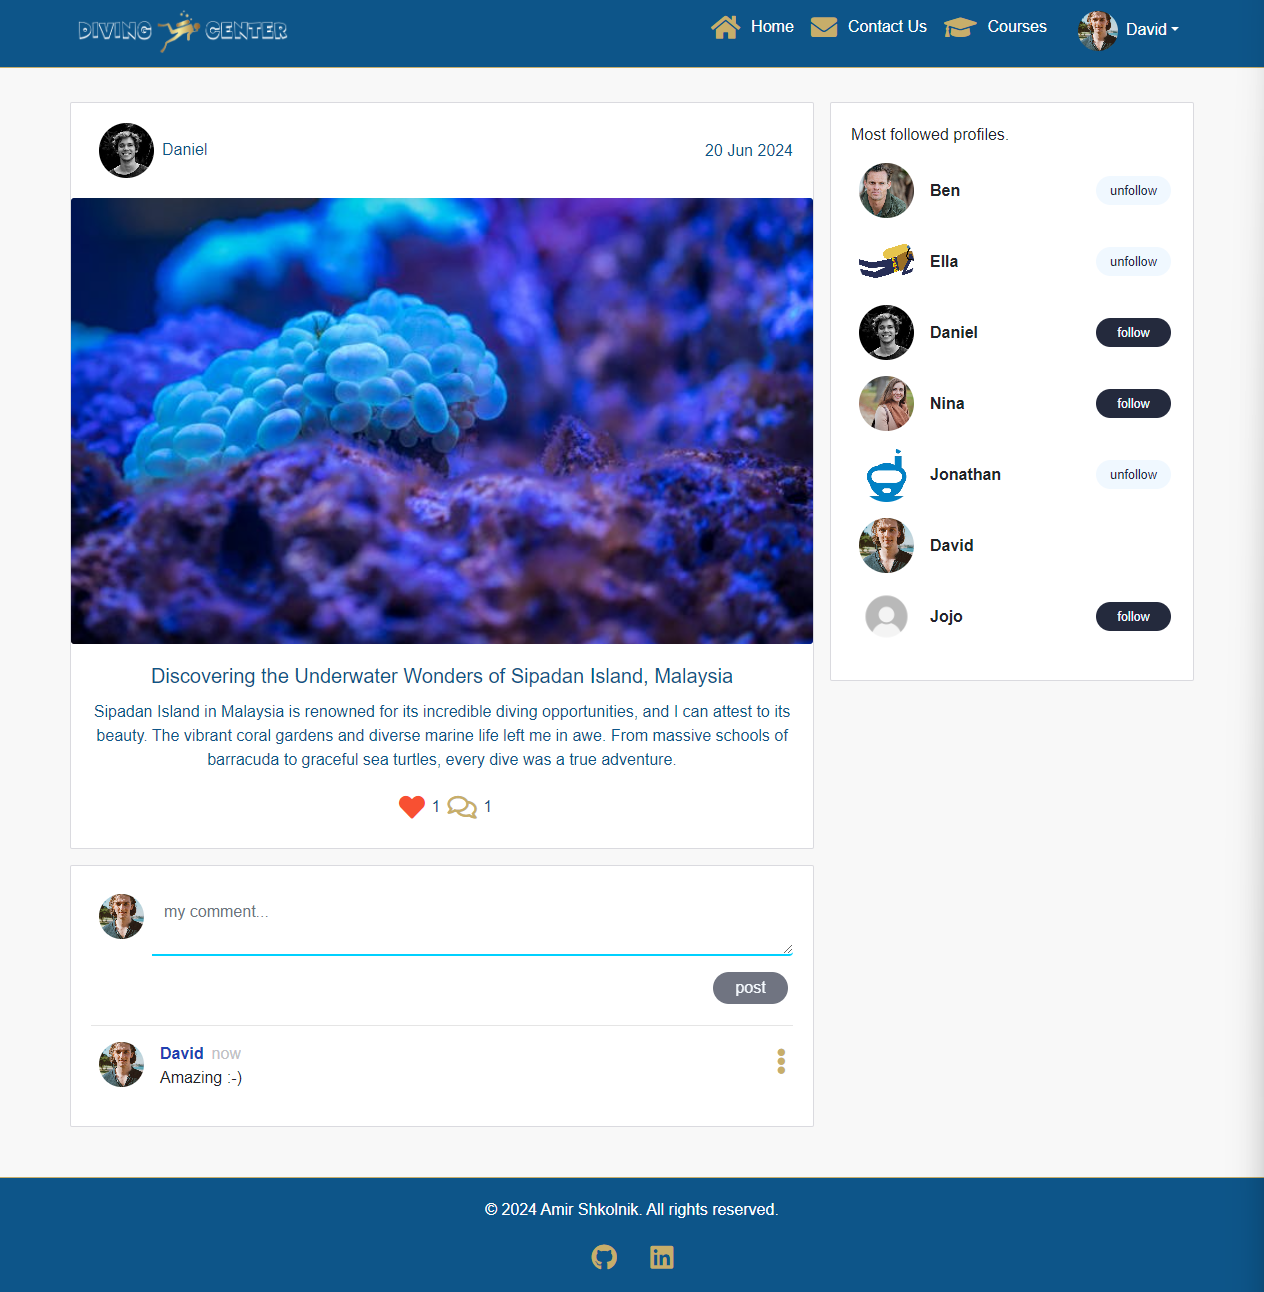 DIVING CENTER
Home
Contact Us
Courses
David
Daniel
20 Jun 2024
Discovering the Underwater Wonders of Sipadan Island, Malaysia
Sipadan Island in Malaysia is renowned for its incredible diving opportunities, and I can attest to its
beauty. The vibrant coral gardens and diverse marine life left me in awe. From massive schools of
barracuda to graceful sea turtles, every dive was a true adventure.
1 1
my comment...
post
David now
Amazing :-)
Most followed profiles.
Ben unfollow
Ella unfollow
Daniel follow
Nina follow
Jonathan unfollow
David
Jojo follow
© 2024 Amir Shkolnik. All rights reserved.
in